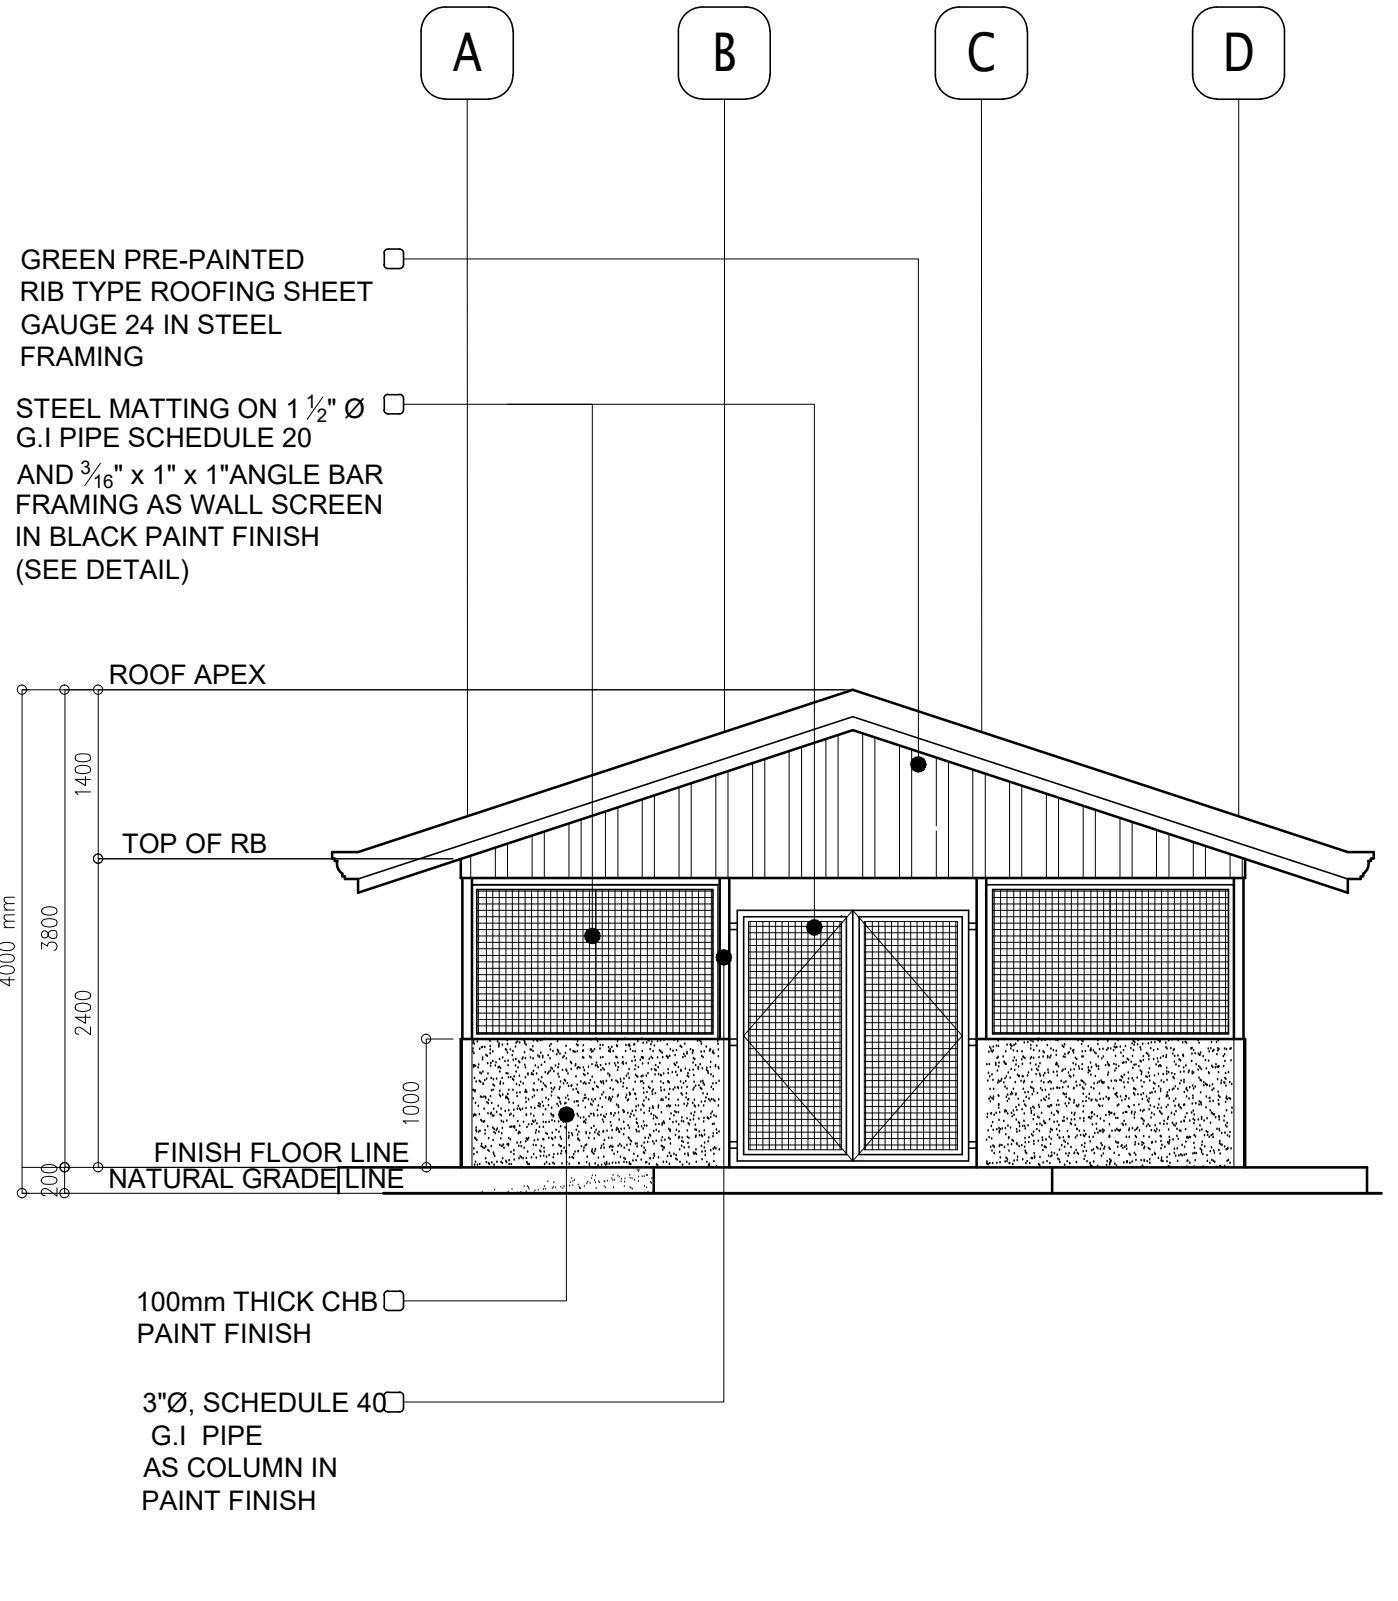 A
B
C
D
GREEN PRE-PAINTED
RIB TYPE ROOFING SHEET
GAUGE 24 IN STEEL
FRAMING
STEEL MATTING ON 1 ½" Ø
G.I PIPE SCHEDULE 20
AND 3⁄16" x 1" x 1"ANGLE BAR
FRAMING AS WALL SCREEN
IN BLACK PAINT FINISH
(SEE DETAIL)
ROOF APEX
1400
TOP OF RB
4000 mm
3800
2400
1000
FINISH FLOOR LINE
NATURAL GRADE LINE
200
100mm THICK CHB
PAINT FINISH
3"Ø, SCHEDULE 40
G.I PIPE
AS COLUMN IN
PAINT FINISH